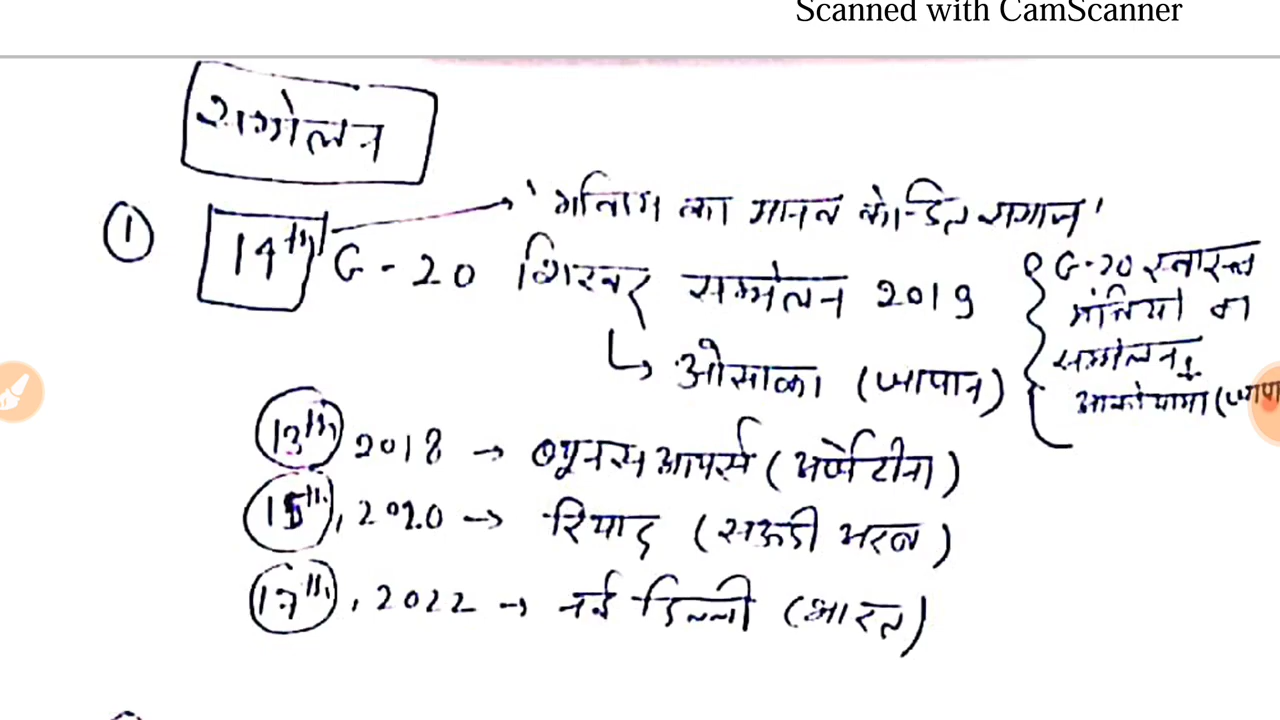 Scanned with CamScanner
सम्मेलन
① 14th G-20 शिखर सम्मेलन 2019
'भविष्य का मानव केन्द्रित समाज'
↳ ओसाका (जापान)
G-20 स्वास्थ्य
मंत्रियों का
सम्मेलन:
ओकोयामा (जापा
13th 2018 → ब्यूनस आयर्स (अर्जेंटीना)
15th, 2020 → रियाद (सऊदी अरब)
17th, 2022 → नई दिल्ली (भारत)